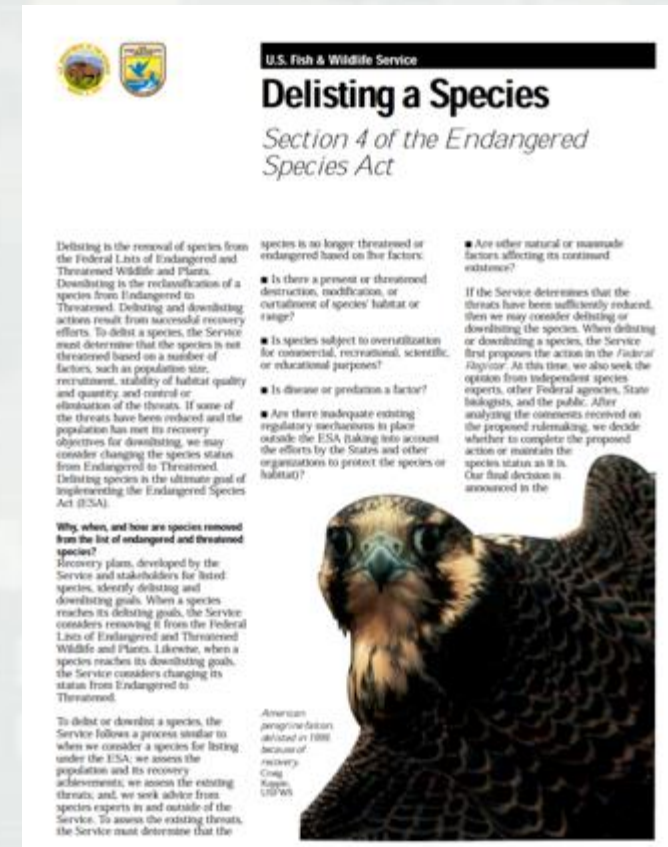 U.S. Fish & Wildlife Service
Delisting a Species
Section 4 of the Endangered
Species Act
Delisting is the removal of species from
the Federal Lists of Endangered and
Threatened Wildlife and Plants.
Downlisting is the reclassification of a
species from Endangered to
Threatened. Delisting and downlisting
actions result from successful recovery
efforts. To delist a species, the Service
must determine that the species is not
threatened based on a number of
factors, such as population size,
recruitment, stability of habitat quality
and quantity, and control or
elimination of the threats. If some of
the threats have been reduced and the
population has met its recovery
objectives for downlisting, we may
consider changing the species status
from Endangered to Threatened.
Delisting species is the ultimate goal of
implementing the Endangered Species
Act (ESA).
Why, when, and how are species removed
from the list of endangered and threatened
species?
Recovery plans, developed by the
Service and stakeholders for listed
species, identify delisting and
downlisting goals. When a species
reaches its delisting goals, the Service
considers removing it from the Federal
Lists of Endangered and Threatened
Wildlife and Plants. Likewise, when a
species reaches its downlisting goals,
the Service considers changing its
status from Endangered to
Threatened.
To delist or downlist a species, the
Service follows a process similar to
when we consider a species for listing
under the ESA: we assess the
population and its recovery
achievements; we assess the existing
threats; and, we seek advice from
species experts in and outside of the
Service. To assess the existing threats,
the Service must determine that the
species is no longer threatened or
endangered based on five factors:
■ Is there a present or threatened
destruction, modification, or
curtailment of species' habitat or
range?
■ Is species subject to overutilization
for commercial, recreational, scientific,
or educational purposes?
■ Is disease or predation a factor?
■ Are there inadequate existing
regulatory mechanisms in place
outside the ESA (taking into account
the efforts by the States and other
organizations to protect the species or
habitat)?
■ Are other natural or manmade
factors affecting its continued
existence?
If the Service determines that the
threats have been sufficiently reduced,
then we may consider delisting or
downlisting the species. When delisting
or downlisting a species, the Service
first proposes the action in the Federal
Register. At this time, we also seek the
opinion from independent species
experts, other Federal agencies, State
biologists, and the public. After
analyzing the comments received on
the proposed rulemaking, we decide
whether to complete the proposed
action or maintain the
species status as it is.
Our final decision is
announced in the
American
peregrine falcon,
delisted in 1999,
because of
recovery.
Craig
Koppie,
USFWS